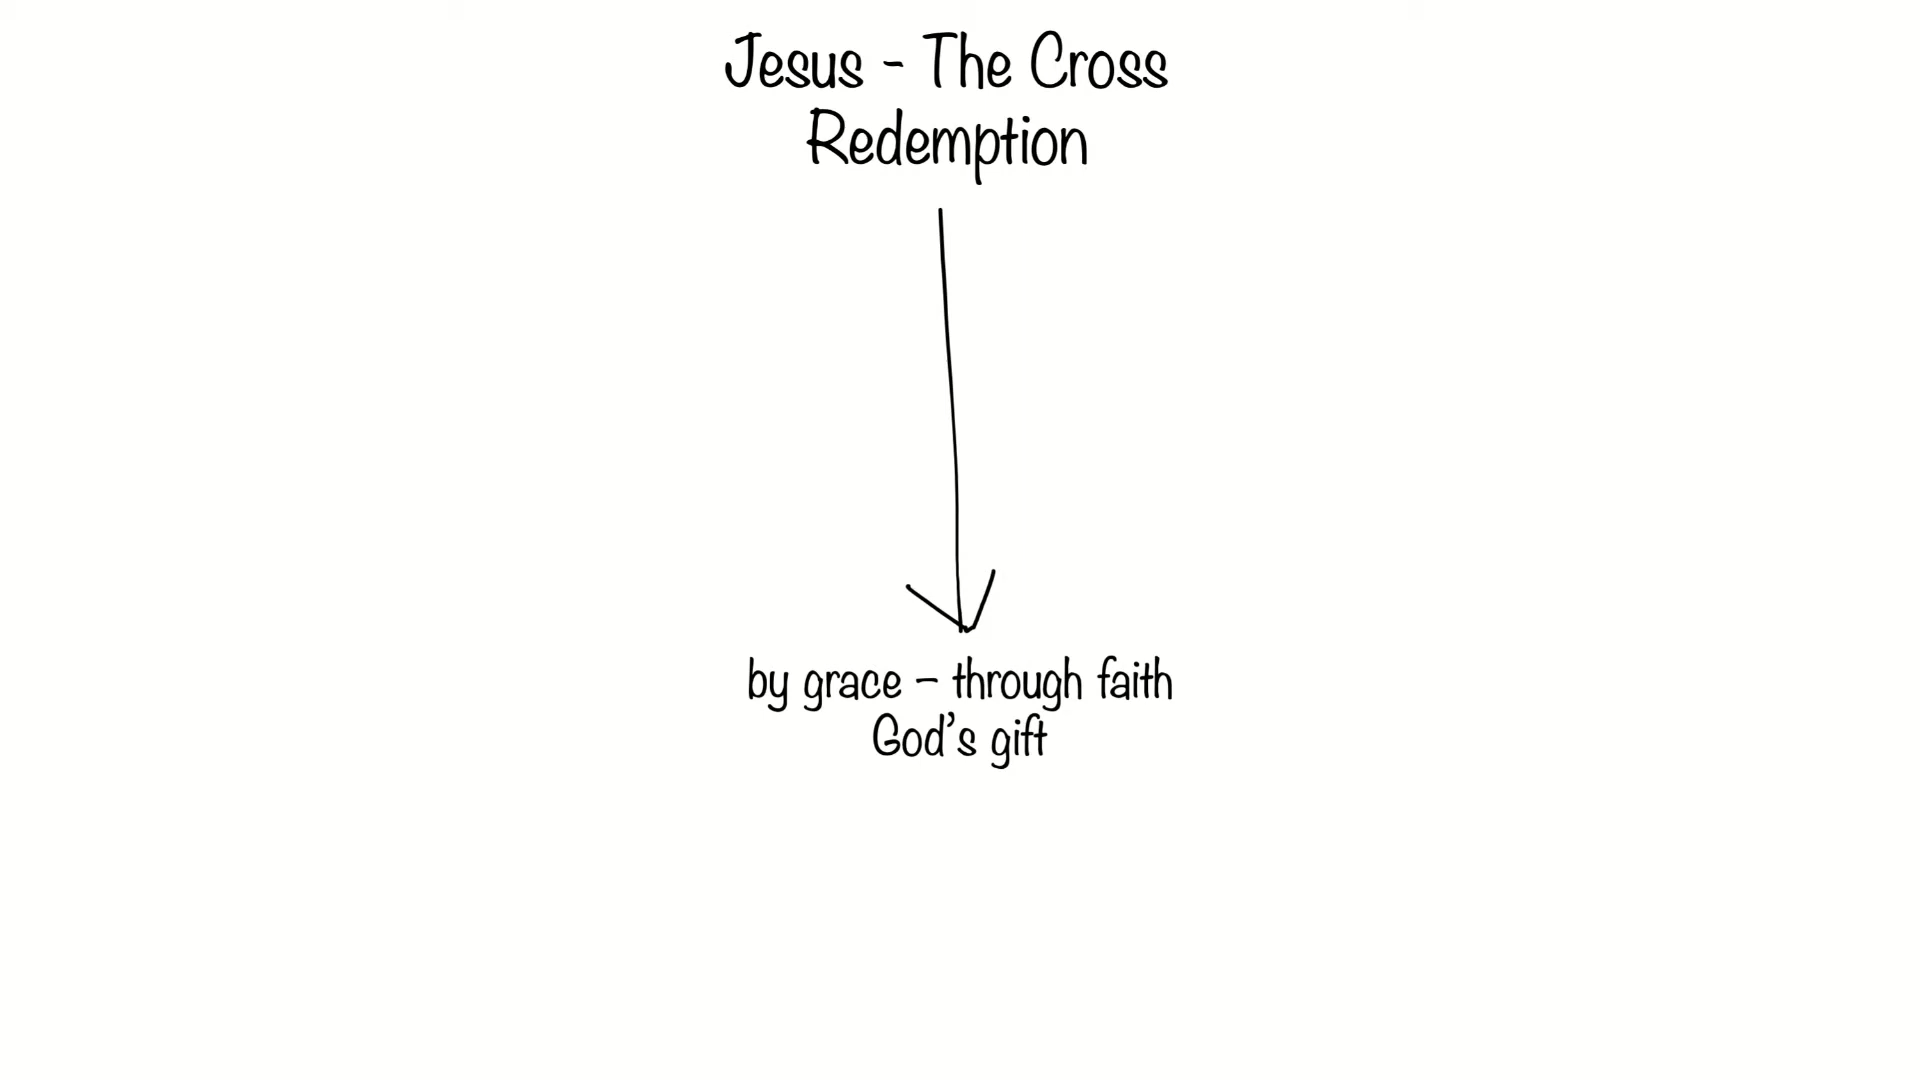 Jesus - The Cross
Redemption
by grace – through faith
God's gift